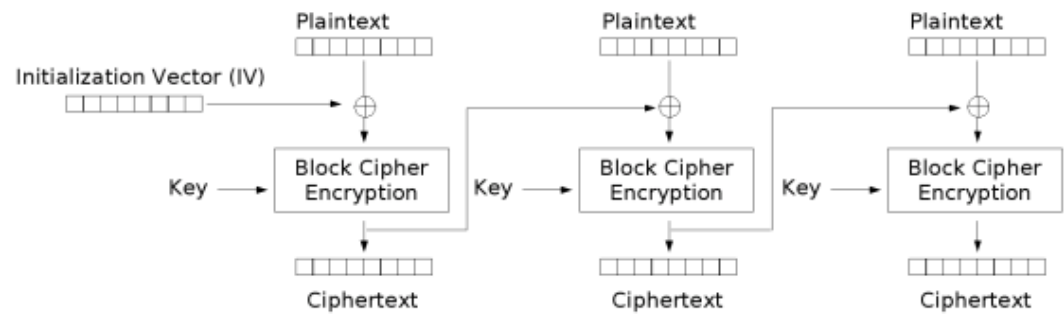 Plaintext
Plaintext
Plaintext
Initialization Vector (IV)
Key
Block Cipher
Encryption
Key
Block Cipher
Encryption
Key
Block Cipher
Encryption
Ciphertext
Ciphertext
Ciphertext